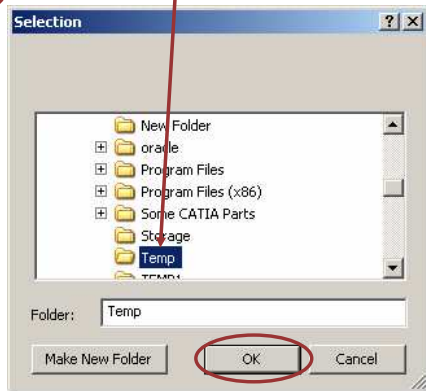 Selection
New Folder
oracle
Program Files
Program Files (x86)
Some CATIA Parts
Storage
Temp
TEMP1
Folder: Temp
Make New Folder OK Cancel